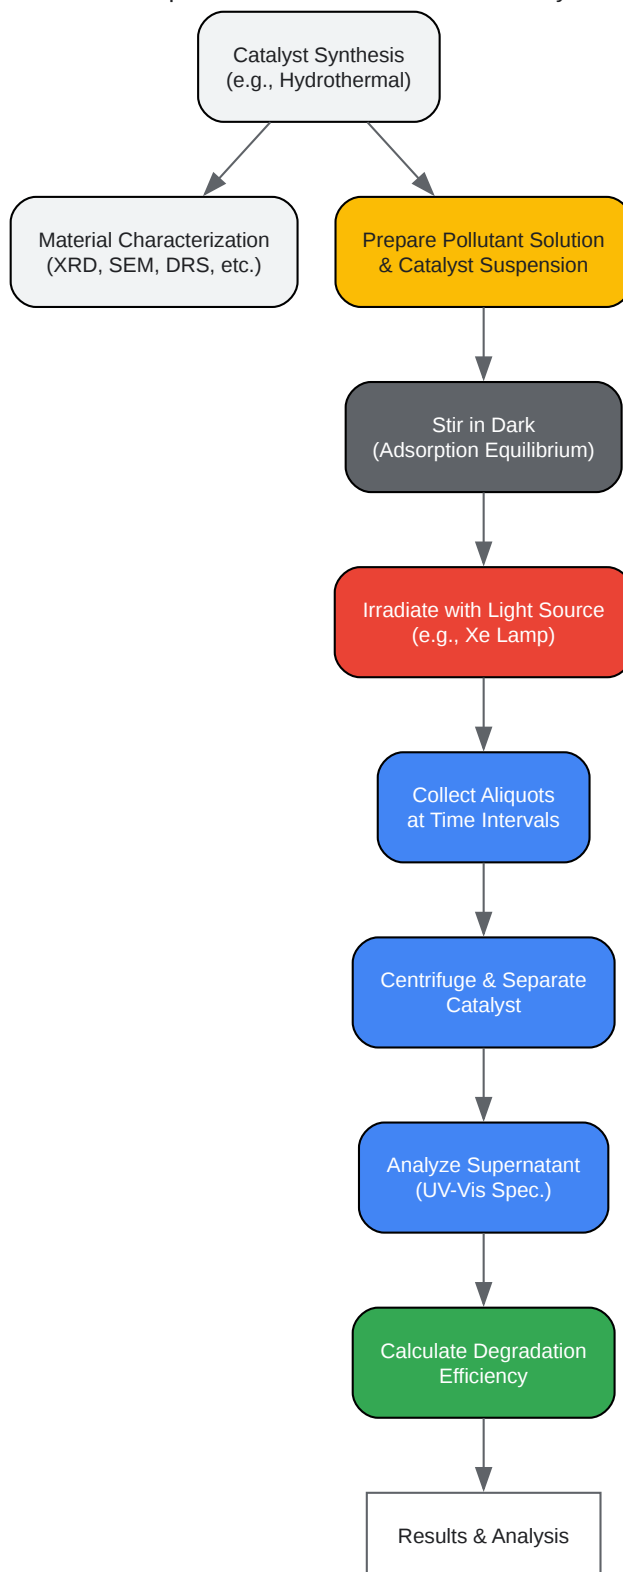 Catalyst Synthesis
(e.g., Hydrothermal)
Material Characterization
(XRD, SEM, DRS, etc.)
Prepare Pollutant Solution
& Catalyst Suspension
Stir in Dark
(Adsorption Equilibrium)
Irradiate with Light Source
(e.g., Xe Lamp)
Collect Aliquots
at Time Intervals
Centrifuge & Separate
Catalyst
Analyze Supernatant
(UV-Vis Spec.)
Calculate Degradation
Efficiency
Results & Analysis